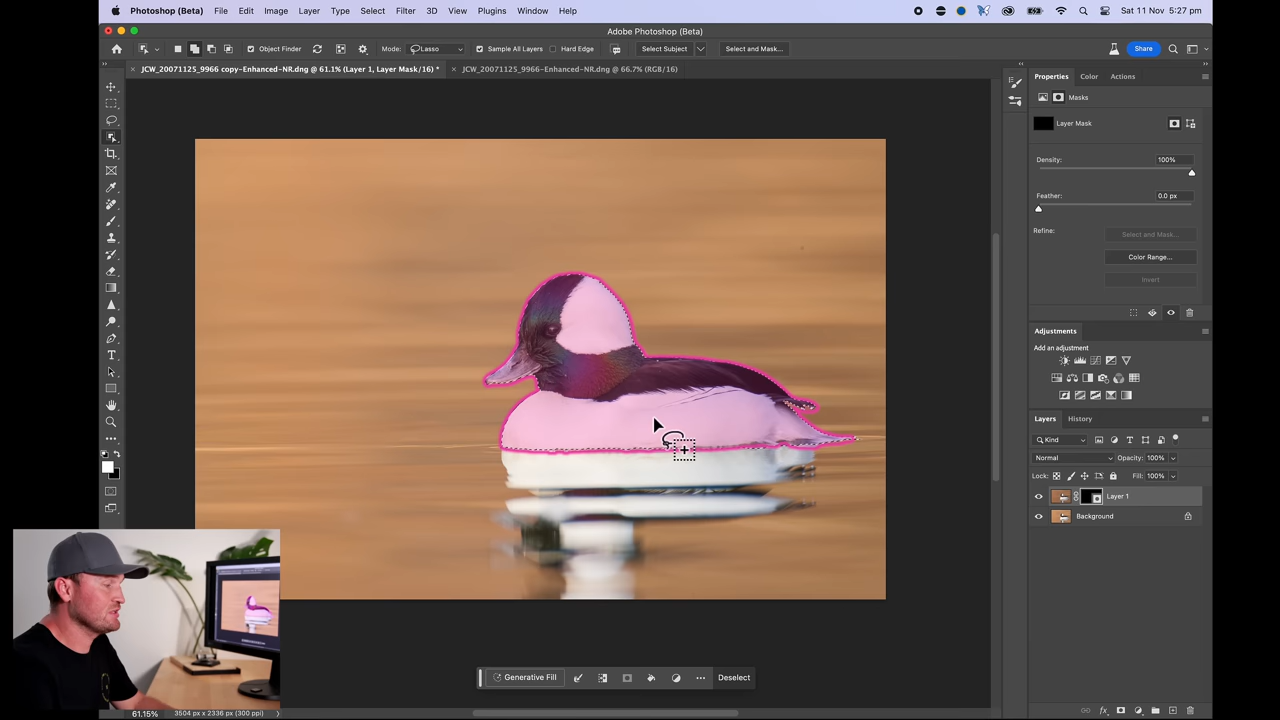 Photoshop (Beta) File Edit Image Layer Type Select Filter 3D View Plugins Window Help
Sat 11 Nov 5:27 pm
Adobe Photoshop (Beta)
Object Finder
Mode: Lasso
Sample All Layers
Hard Edge
Select Subject
Select and Mask...
Share
× JCW_20071125_9966 copy-Enhanced-NR.dng @ 61.1% (Layer 1, Layer Mask/16) *
× JCW_20071125_9966-Enhanced-NR.dng @ 66.7% (RGB/16)
Properties Color Actions
Masks
Layer Mask
Density: 100%
Feather: 0.0 px
Refine: Select and Mask...
Color Range...
Invert
Adjustments
Add an adjustment
Layers History
Kind
Normal Opacity: 100%
Lock: Fill: 100%
Layer 1
Background
Generative Fill
Deselect
61.15% 3504 px x 2336 px (300 ppi)